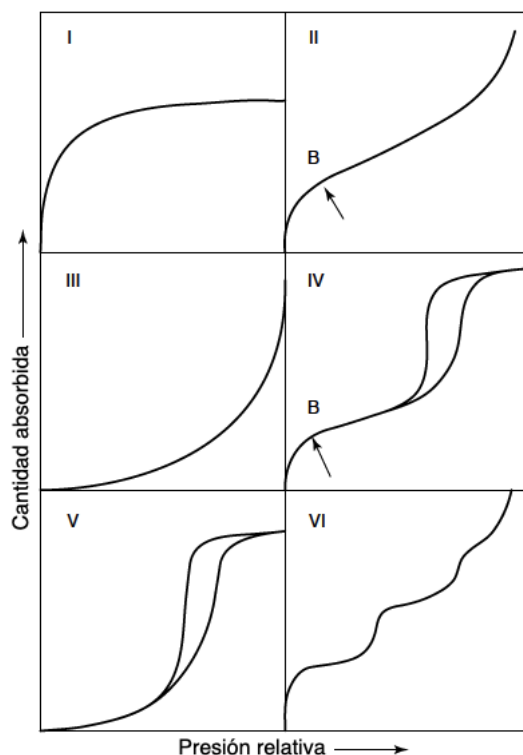 I
II
B
III
IV
B
V
VI
Cantidad absorbida
Presión relativa